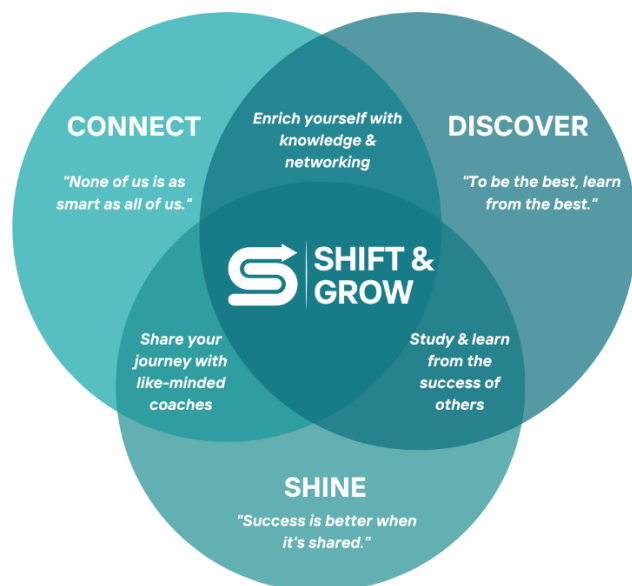 CONNECT
"None of us is as
smart as all of us."
Enrich yourself with
knowledge &
networking
DISCOVER
"To be the best, learn
from the best."
SHIFT &
GROW
Share your
journey with
like-minded
coaches
Study & learn
from the
success of
others
SHINE
"Success is better when
it's shared."